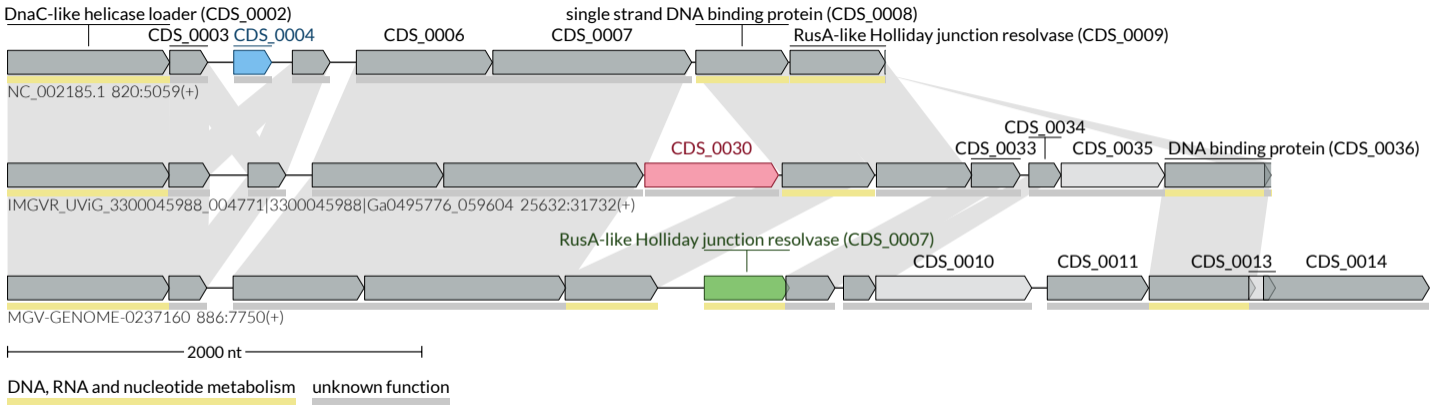 DnaC-like helicase loader (CDS_0002)
single strand DNA binding protein (CDS_0008)
CDS_0003 CDS_0004 CDS_0006 CDS_0007 RusA-like Holliday junction resolvase (CDS_0009)
NC_002185.1 820:5059(+)
CDS_0034
CDS_0030 CDS_0033 CDS_0035 DNA binding protein (CDS_0036)
IMGVR_UViG_3300045988_004771|3300045988|Ga0495776_059604 25632:31732(+)
RusA-like Holliday junction resolvase (CDS_0007)
CDS_0010 CDS_0011 CDS_0013 CDS_0014
MGV-GENOME-0237160 886:7750(+)
2000 nt
DNA, RNA and nucleotide metabolism unknown function